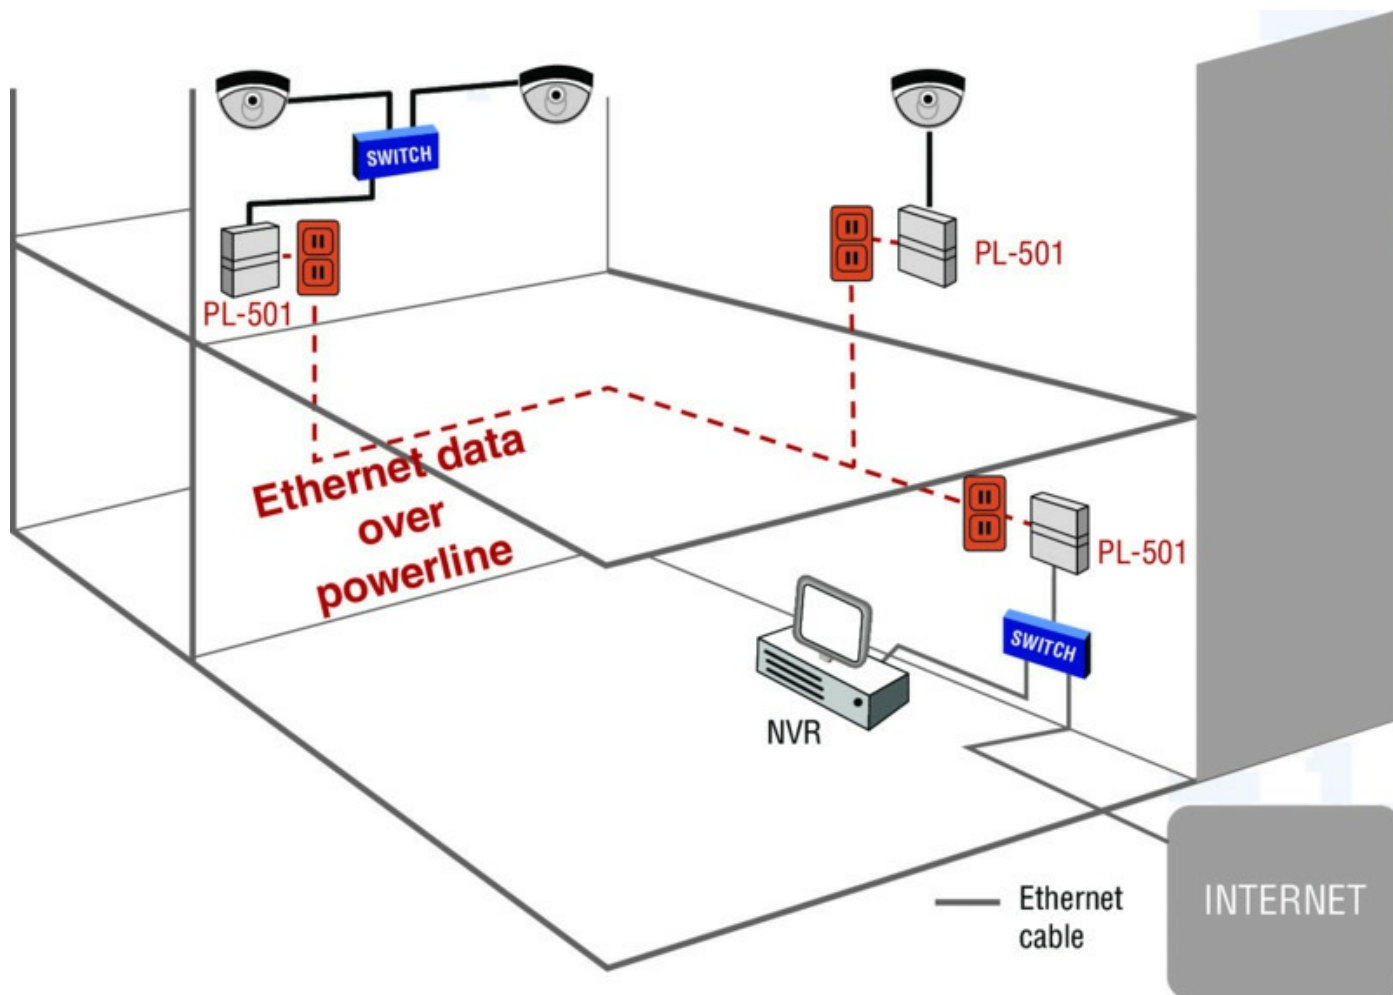 SWITCH
PL-501
PL-501
Ethernet data
over
powerline
PL-501
SWITCH
NVR
Ethernet
cable
INTERNET